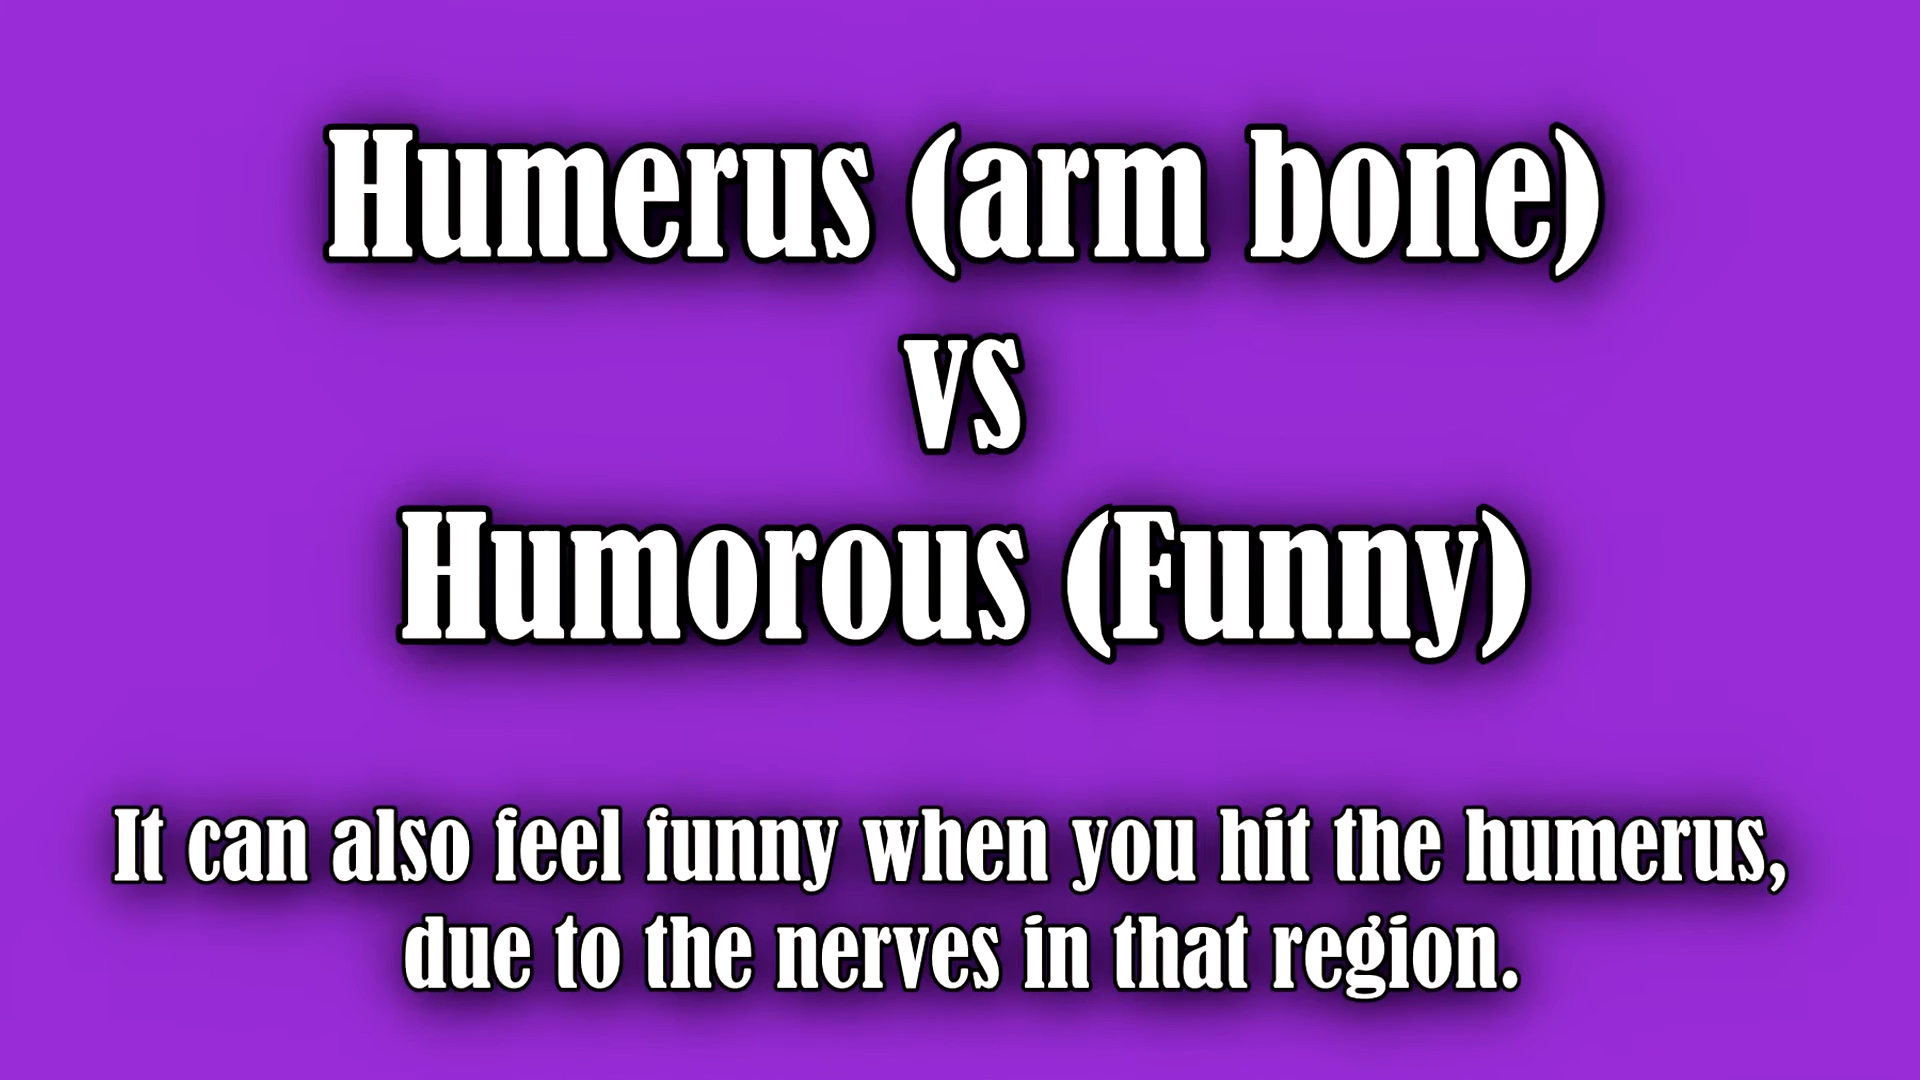 Humerus (arm bone)
vs
Humorous (Funny)
It can also feel funny when you hit the humerus,
due to the nerves in that region.